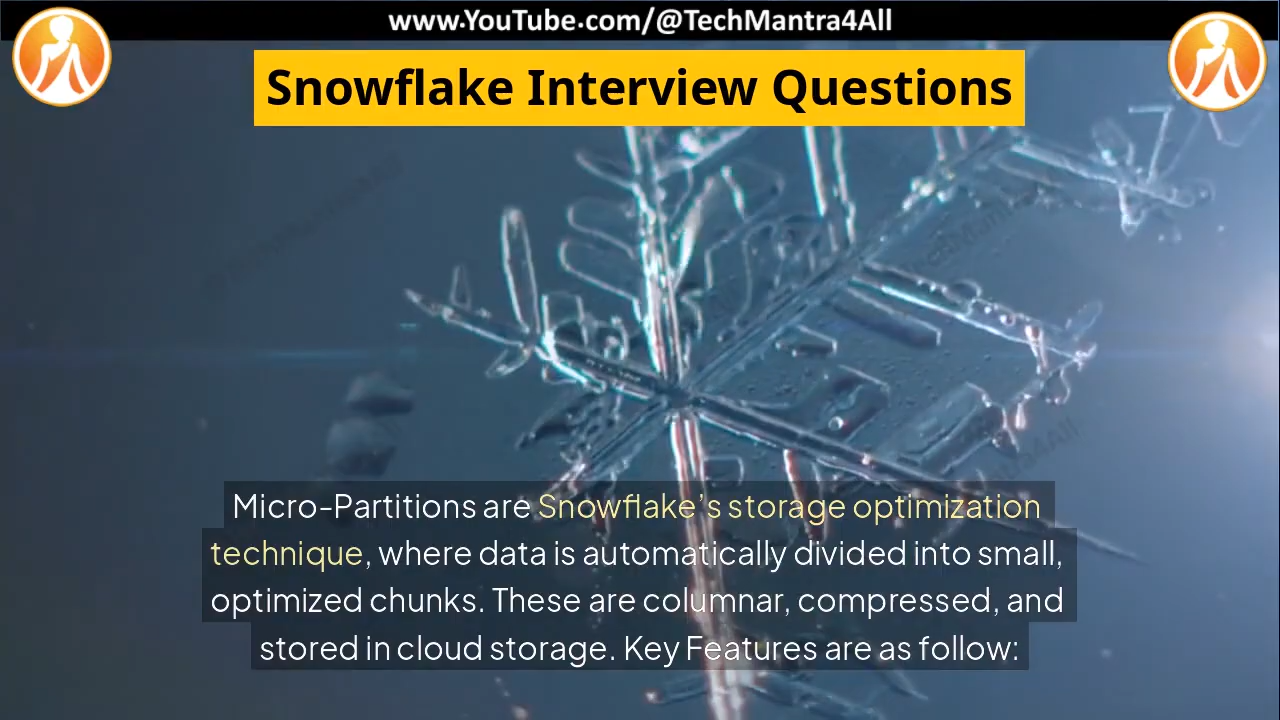 www.YouTube.com/@TechMantra4All
Snowflake Interview Questions
Micro-Partitions are Snowflake’s storage optimization
technique, where data is automatically divided into small,
optimized chunks. These are columnar, compressed, and
stored in cloud storage. Key Features are as follow: